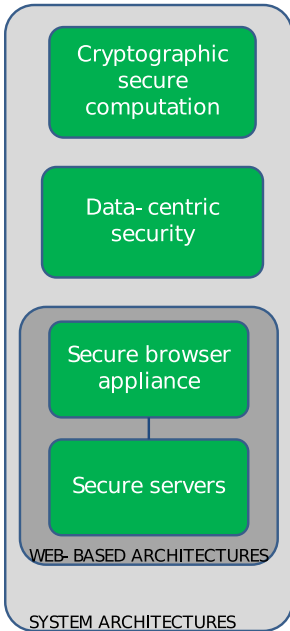 Cryptographic
secure
computation
Data- centric
security
Secure browser
appliance
Secure servers
WEB- BASED ARCHITECTURES
SYSTEM ARCHITECTURES